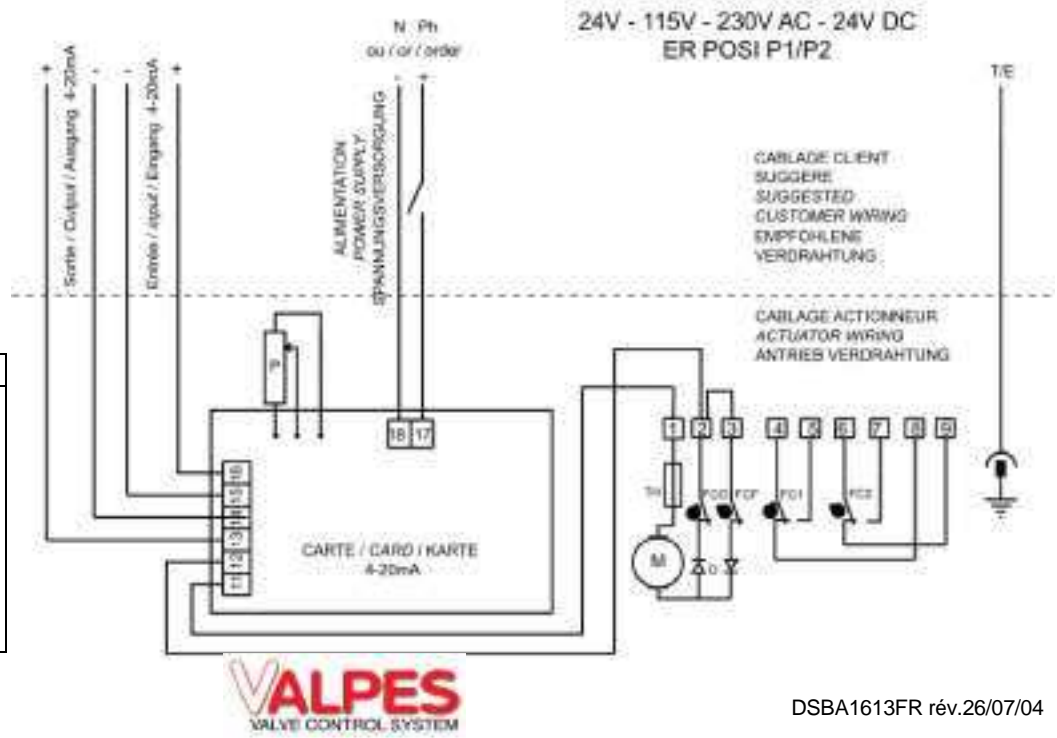 24V - 115V - 230V AC - 24V DC
ER POSI P1/P2
N Ph
ou / or / order
- +
+ - - +
Sortie / Output / Ausgang 4-20mA
Entrée / Input / Eingang 4-20mA
ALIMENTATION
POWER SUPPLY
SPANNUNGSVERSORGUNG
T/E
CABLAGE CLIENT
SUGGERE
SUGGESTED
CUSTOMER WIRING
EMPFOHLENE
VERDRAHTUNG
CABLAGE ACTIONNEUR
ACTUATOR WIRING
ANTRIEB VERDRAHTUNG
P
18 17
1 2 3 4 5 6 7 8 9
16
15
14
13
12
11
TH
FCO FCF FC1 FC2
M
D
CARTE / CARD / KARTE
4-20mA
VALPES
VALVE CONTROL SYSTEM
DSBA1613FR rév.26/07/04